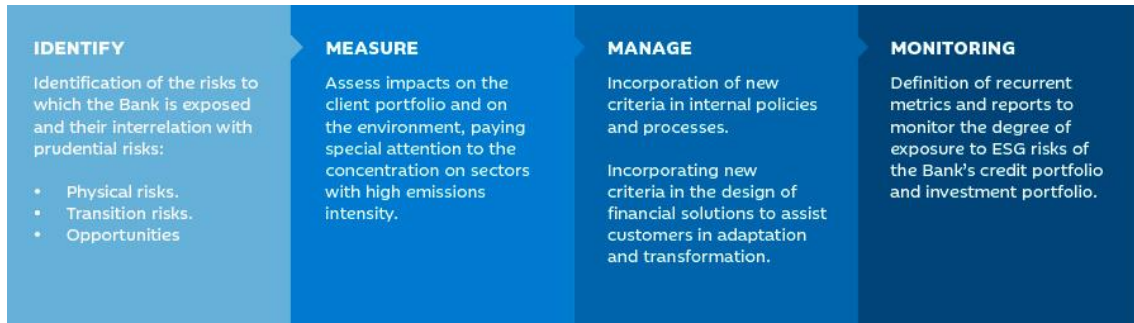 IDENTIFY
Identification of the risks to
which the Bank is exposed
and their interrelation with
prudential risks:
• Physical risks.
• Transition risks.
• Opportunities
MEASURE
Assess impacts on the
client portfolio and on
the environment, paying
special attention to the
concentration on sectors
with high emissions
intensity.
MANAGE
Incorporation of new
criteria in internal policies
and processes.
Incorporating new
criteria in the design of
financial solutions to assist
customers in adaptation
and transformation.
MONITORING
Definition of recurrent
metrics and reports to
monitor the degree of
exposure to ESG risks of
the Bank's credit portfolio
and investment portfolio.